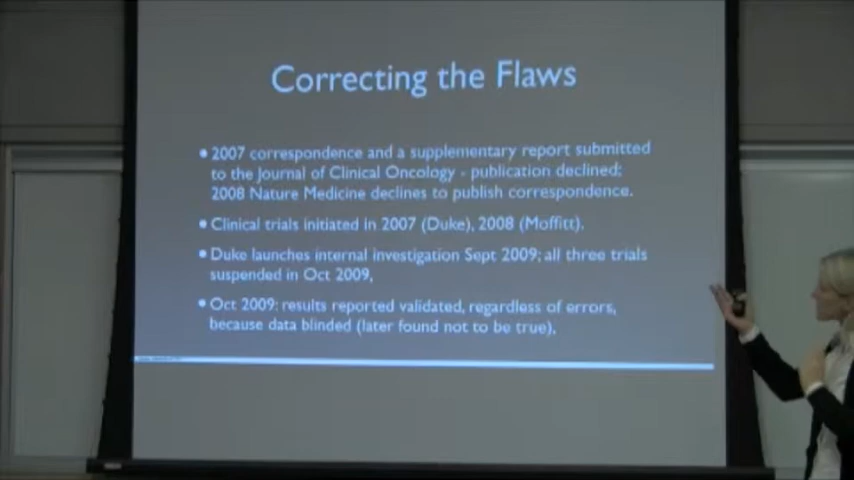 Correcting the Flaws
• 2007 correspondence and a supplementary report submitted
to the Journal of Clinical Oncology - publication declined;
2008 Nature Medicine declines to publish correspondence.
• Clinical trials initiated in 2007 (Duke), 2008 (Moffitt).
• Duke launches internal investigation Sept 2009; all three trials
suspended in Oct 2009,
• Oct 2009: results reported validated, regardless of errors,
because data blinded (later found not to be true),